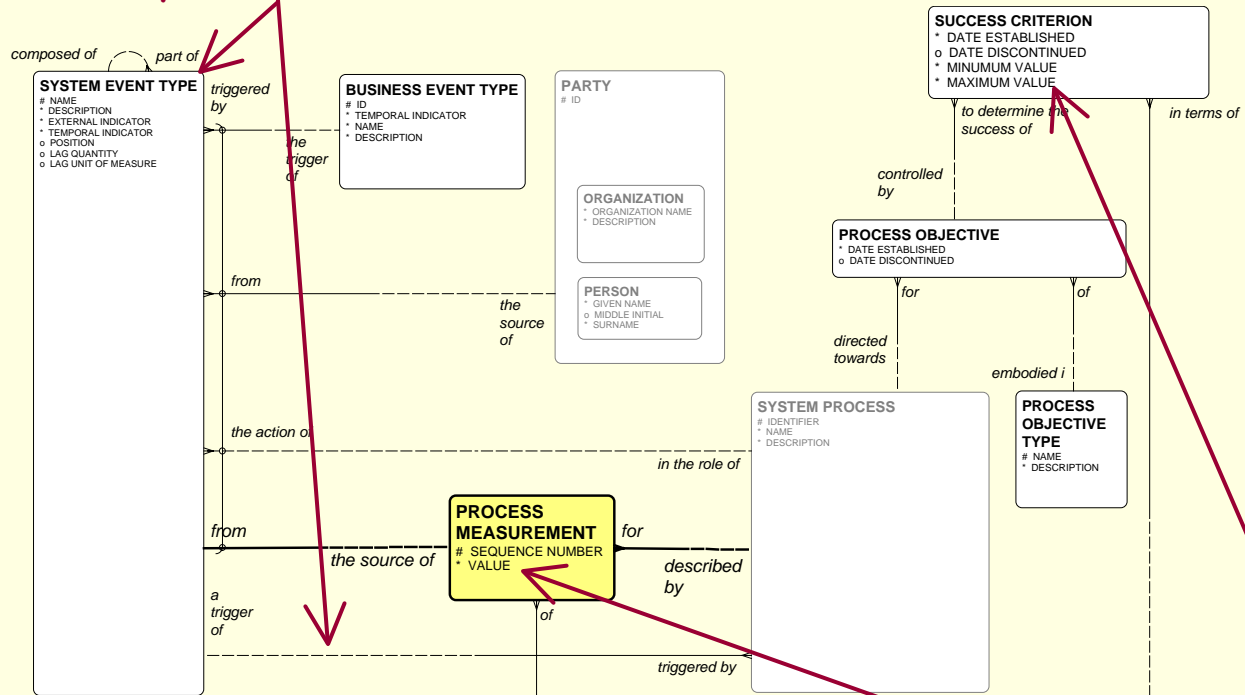 composed of
part of
SYSTEM EVENT TYPE
# NAME
* DESCRIPTION
* EXTERNAL INDICATOR
* TEMPORAL INDICATOR
o POSITION
o LAG QUANTITY
o LAG UNIT OF MEASURE
triggered
by
the
trigger
of
BUSINESS EVENT TYPE
# ID
* TEMPORAL INDICATOR
* NAME
* DESCRIPTION
PARTY
# ID
ORGANIZATION
* ORGANIZATION NAME
* DESCRIPTION
PERSON
* GIVEN NAME
o MIDDLE INITIAL
* SURNAME
from
the
source
of
SUCCESS CRITERION
* DATE ESTABLISHED
o DATE DISCONTINUED
* MINUMUM VALUE
* MAXIMUM VALUE
to determine the
success of
in terms of
controlled
by
PROCESS OBJECTIVE
* DATE ESTABLISHED
o DATE DISCONTINUED
for
of
directed
towards
embodied i
SYSTEM PROCESS
# IDENTIFIER
* NAME
* DESCRIPTION
PROCESS
OBJECTIVE
TYPE
# NAME
* DESCRIPTION
the action of
in the role of
PROCESS
MEASUREMENT
# SEQUENCE NUMBER
* VALUE
from
the source of
for
described
by
of
a
trigger
of
triggered by